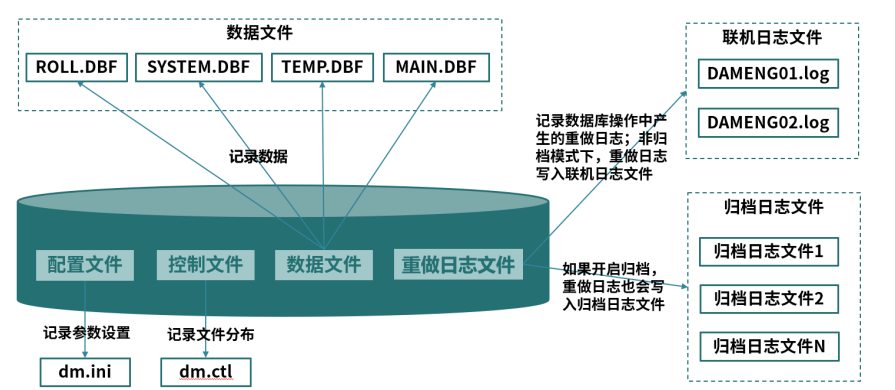 数据文件
ROLL.DBF
SYSTEM.DBF
TEMP.DBF
MAIN.DBF
联机日志文件
DAMENG01.log
DAMENG02.log
记录数据
记录数据库操作中产
生的重做日志；非归
档模式下，重做日志
写入联机日志文件
归档日志文件
归档日志文件1
归档日志文件2
归档日志文件N
配置文件
控制文件
数据文件
重做日志文件
如果开启归档，
重做日志也会写
入归档日志文件
记录参数设置
记录文件分布
dm.ini
dm.ctl